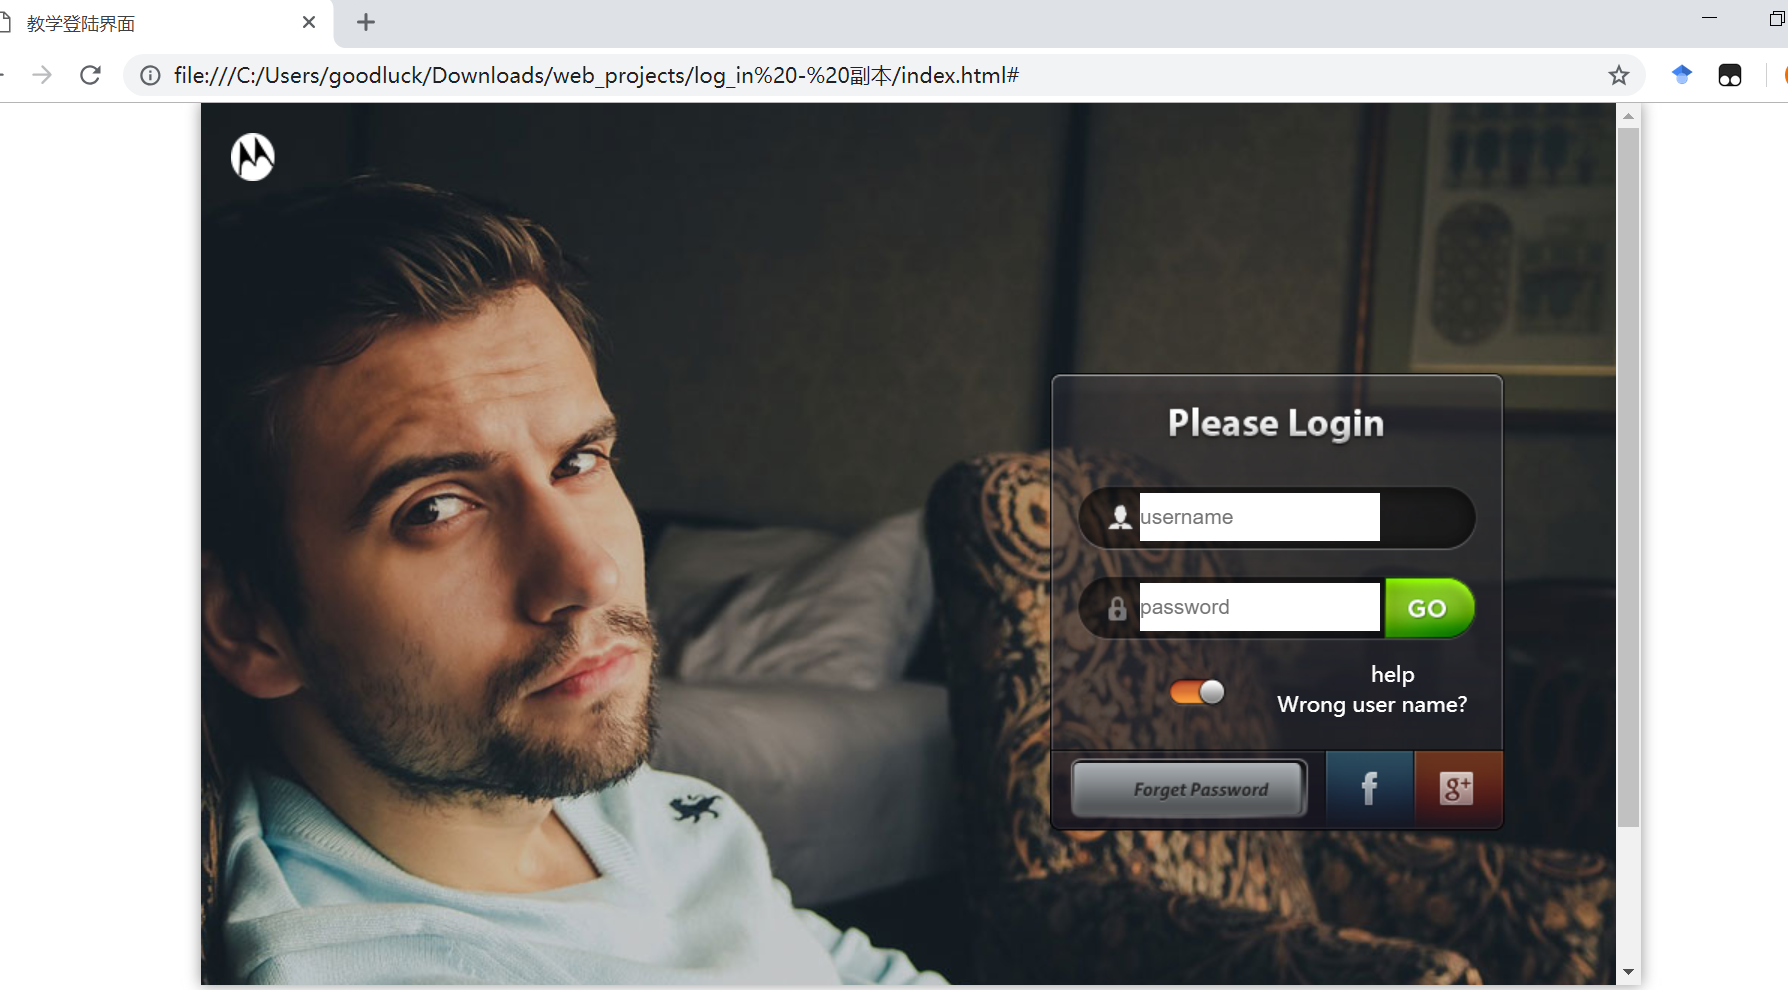 教学登陆界面
file:///C:/Users/goodluck/Downloads/web_projects/log_in%20-%20副本/index.html#
Please Login
username
password
GO
help
Wrong user name?
Forget Password
f
g+